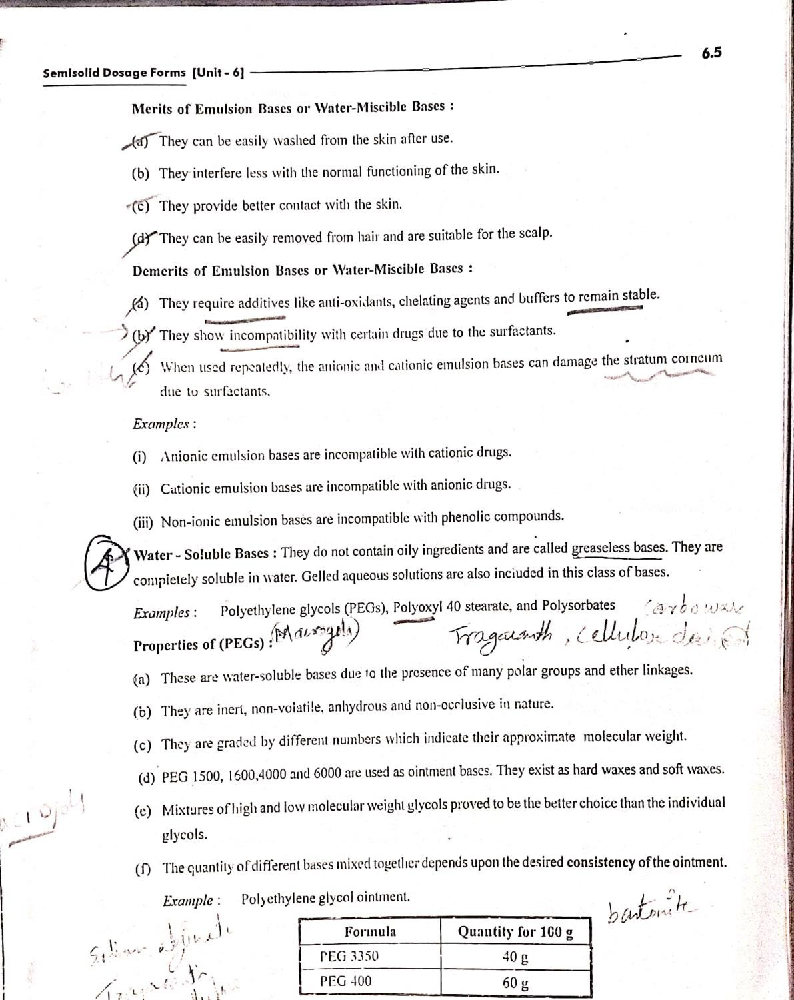 6.5
Semisolid Dosage Forms [Unit - 6]
Merits of Emulsion Bases or Water-Miscible Bases :
(a) They can be easily washed from the skin after use.
(b) They interfere less with the normal functioning of the skin.
(c) They provide better contact with the skin.
(d) They can be easily removed from hair and are suitable for the scalp.
Demerits of Emulsion Bases or Water-Miscible Bases :
(a) They require additives like anti-oxidants, chelating agents and buffers to remain stable.
(b) They show incompatibility with certain drugs due to the surfactants.
(c) When used repeatedly, the anionic and cationic emulsion bases can damage the stratum corneum
due to surfactants.
Examples :
(i) Anionic emulsion bases are incompatible with cationic drugs.
(ii) Cationic emulsion bases are incompatible with anionic drugs.
(iii) Non-ionic emulsion bases are incompatible with phenolic compounds.
4 Water - Soluble Bases : They do not contain oily ingredients and are called greaseless bases. They are
completely soluble in water. Gelled aqueous solutions are also included in this class of bases.
Examples : Polyethylene glycols (PEGs), Polyoxyl 40 stearate, and Polysorbates Carbowax
Properties of (PEGs) : (Macrogols) Tragacanth, Cellulose
(a) These are water-soluble bases due to the presence of many polar groups and ether linkages.
(b) They are inert, non-volatile, anhydrous and non-occlusive in nature.
(c) They are graded by different numbers which indicate their approximate molecular weight.
(d) PEG 1500, 1600,4000 and 6000 are used as ointment bases. They exist as hard waxes and soft waxes.
(e) Mixtures of high and low molecular weight glycols proved to be the better choice than the individual
glycols.
(f) The quantity of different bases mixed together depends upon the desired consistency of the ointment.
Example : Polyethylene glycol ointment.
bentonite
Sodium alginate
Formula Quantity for 100 g
PEG 3350 40 g
PEG 400 60 g
Tragacanth